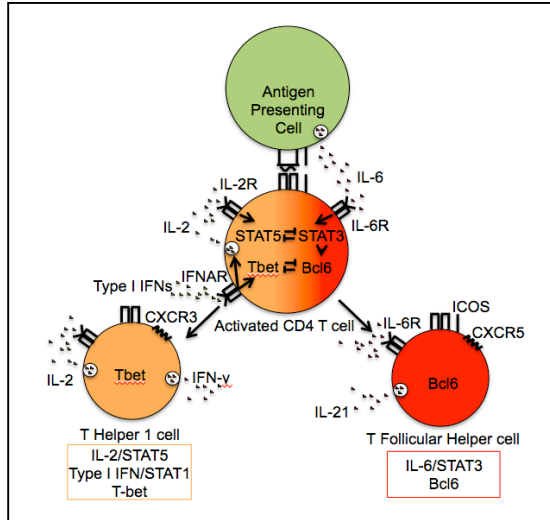 Antigen
Presenting
Cell
IL-2R
IL-6
IL-2
IL-6R
STAT5
STAT3
Tbet
Bcl6
Type I IFNs
IFNAR
Activated CD4 T cell
CXCR3
IL-2
Tbet
IFN-γ
T Helper 1 cell
IL-2/STAT5
Type I IFN/STAT1
T-bet
IL-6R
ICOS
CXCR5
IL-21
Bcl6
T Follicular Helper cell
IL-6/STAT3
Bcl6